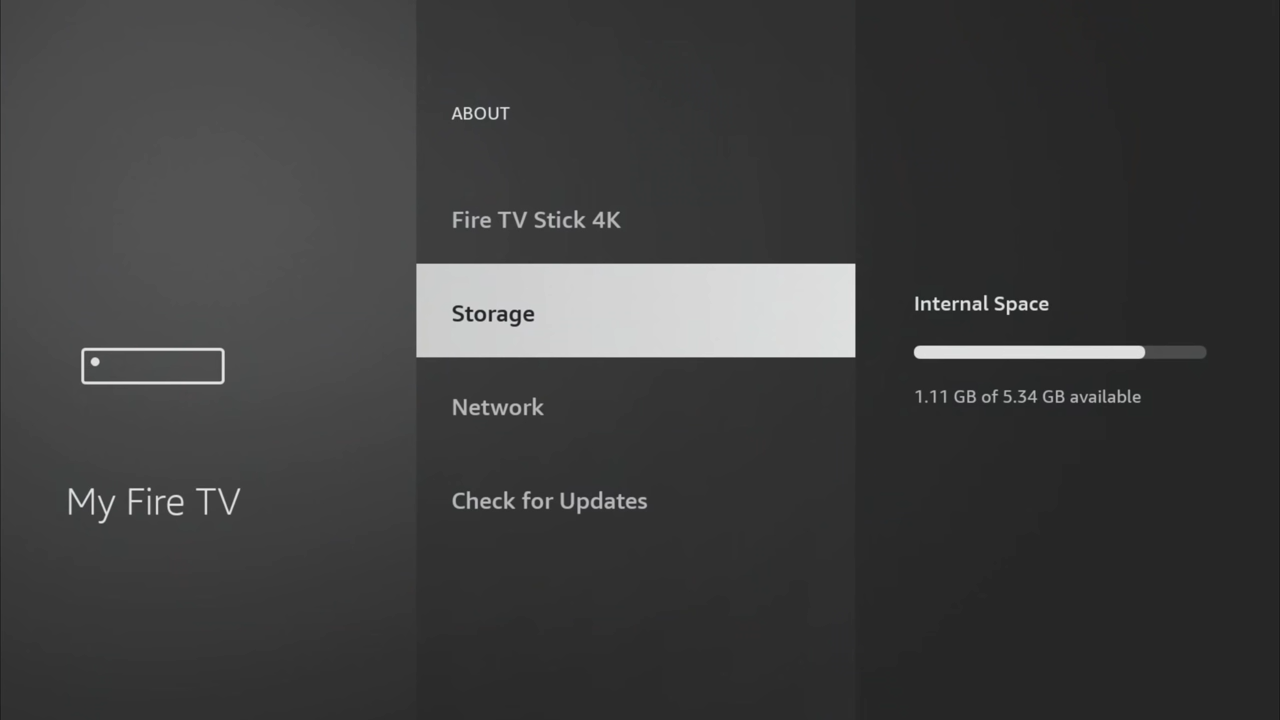 My Fire TV
ABOUT
Fire TV Stick 4K
Storage
Network
Check for Updates
Internal Space
1.11 GB of 5.34 GB available